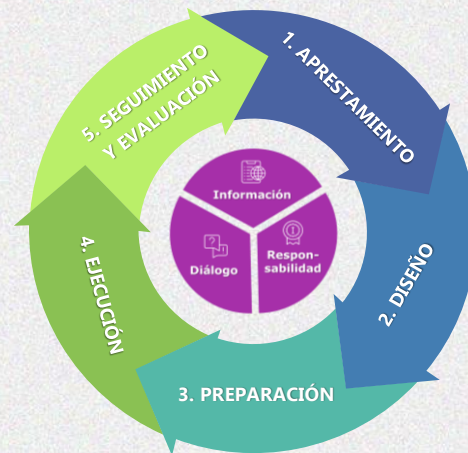 1. APRESTAMIENTO
2. DISEÑO
3. PREPARACIÓN
4. EJECUCIÓN
5. SEGUIMIENTO
Y EVALUACIÓN
Información
Diálogo
Respon-
sabilidad